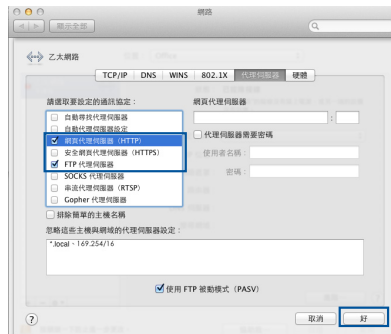 網路
顯示全部
乙太網路
TCP/IP DNS WINS 802.1X 代理伺服器 硬體
請選取要設定的通訊協定：
自動尋找代理伺服器
自動代理伺服器設定
網頁代理伺服器（HTTP）
安全網頁代理伺服器（HTTPS）
FTP 代理伺服器
SOCKS 代理伺服器
串流代理伺服器（RTSP）
Gopher 代理伺服器
網頁代理伺服器
:
代理伺服器需要密碼
使用者名稱：
密碼：
排除簡單的主機名稱
忽略這些主機與網域的代理伺服器設定：
*.local、169.254/16
使用 FTP 被動模式（PASV）
?
取消
好